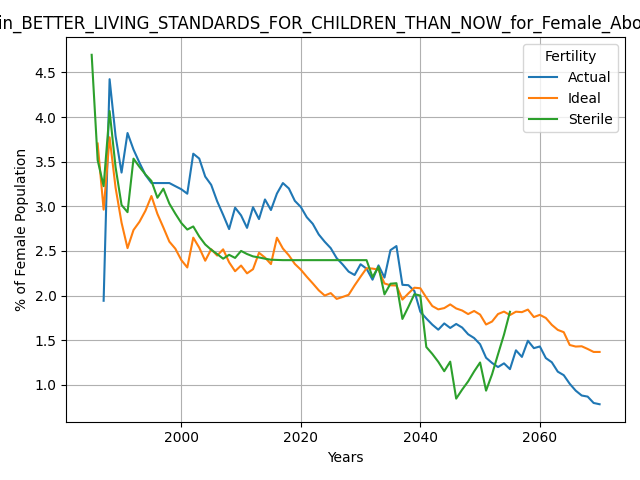 in_BETTER_LIVING_STANDARDS_FOR_CHILDREN_THAN_NOW_for_Female_Abo
Fertility
Actual
Ideal
Sterile
% of Female Population
4.5
4.0
3.5
3.0
2.5
2.0
1.5
1.0
2000
2020
2040
2060
Years